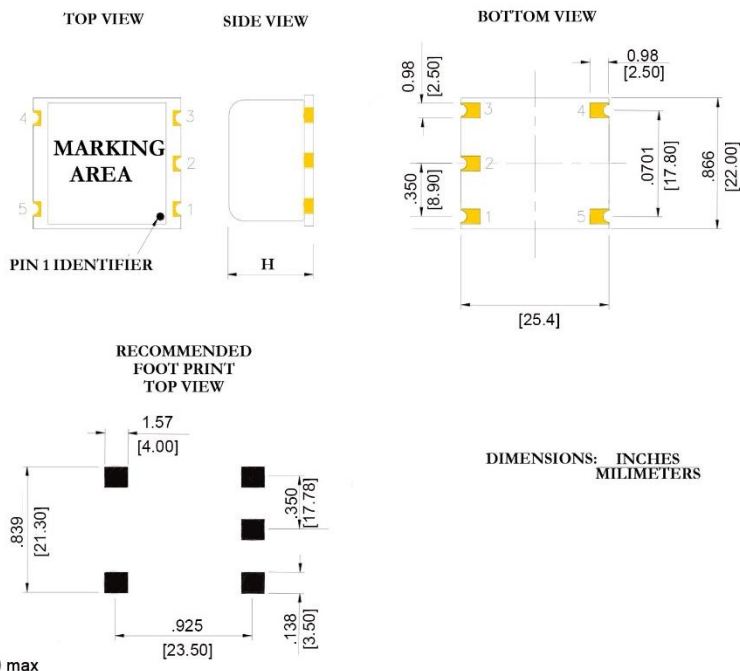 TOP VIEW
SIDE VIEW
BOTTOM VIEW
4
3
MARKING
AREA
2
5
1
PIN 1 IDENTIFIER
H
0.98
[2.50]
0.98
[2.50]
3
4
2
.350
[8.90]
1
5
.0701
[17.80]
.866
[22.00]
[25.4]
RECOMMENDED
FOOT PRINT
TOP VIEW
1.57
[4.00]
.839
[21.30]
.350
[17.78]
.138
[3.50]
.925
[23.50]
DIMENSIONS: INCHES
MILIMETERS
max